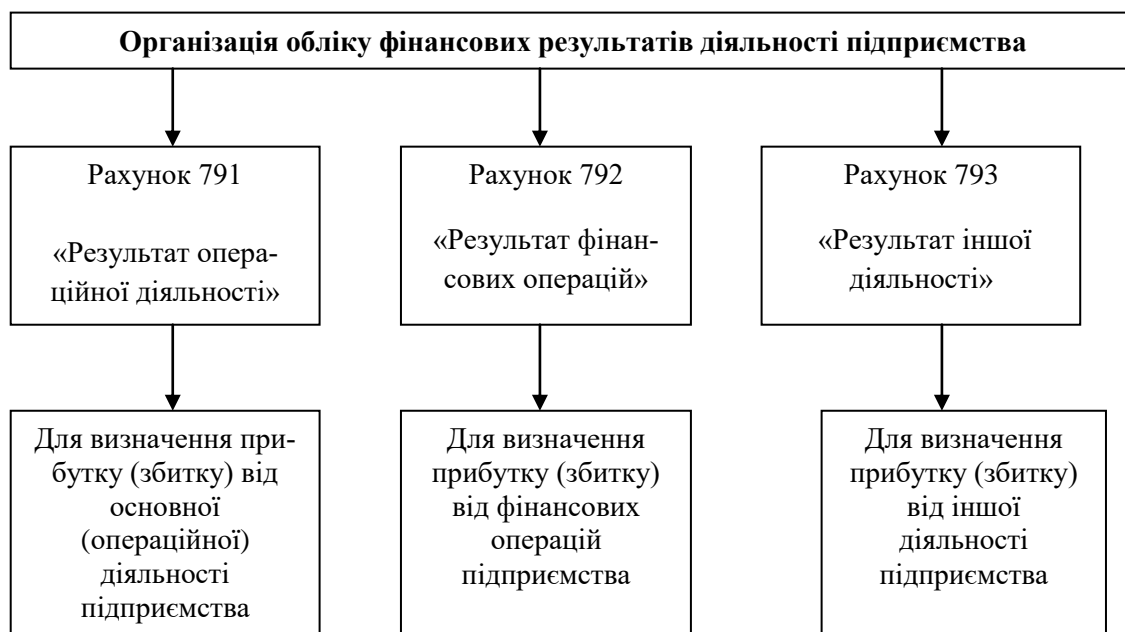 Організація обліку фінансових результатів діяльності підприємства
Рахунок 791
«Результат опера-
ційної діяльності»
Рахунок 792
«Результат фінан-
сових операцій»
Рахунок 793
«Результат іншої
діяльності»
Для визначення при-
бутку (збитку) від
основної
(операційної)
діяльності
підприємства
Для визначення
прибутку (збитку)
від фінансових
операцій
підприємства
Для визначення
прибутку (збитку)
від іншої
діяльності
підприємства